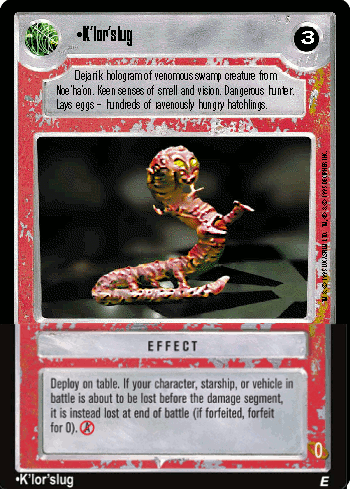 •K'lor'slug
3
Dejarik hologram of venomous swamp creature from
Noe'ha'on. Keen senses of smell and vision. Dangerous hunter.
Lays eggs - hundreds of ravenously hungry hatchlings.
EFFECT
Deploy on table. If your character, starship, or vehicle in
battle is about to be lost before the damage segment,
it is instead lost at end of battle (if forfeited, forfeit
for 0). A
0
•K'lor'slug
E